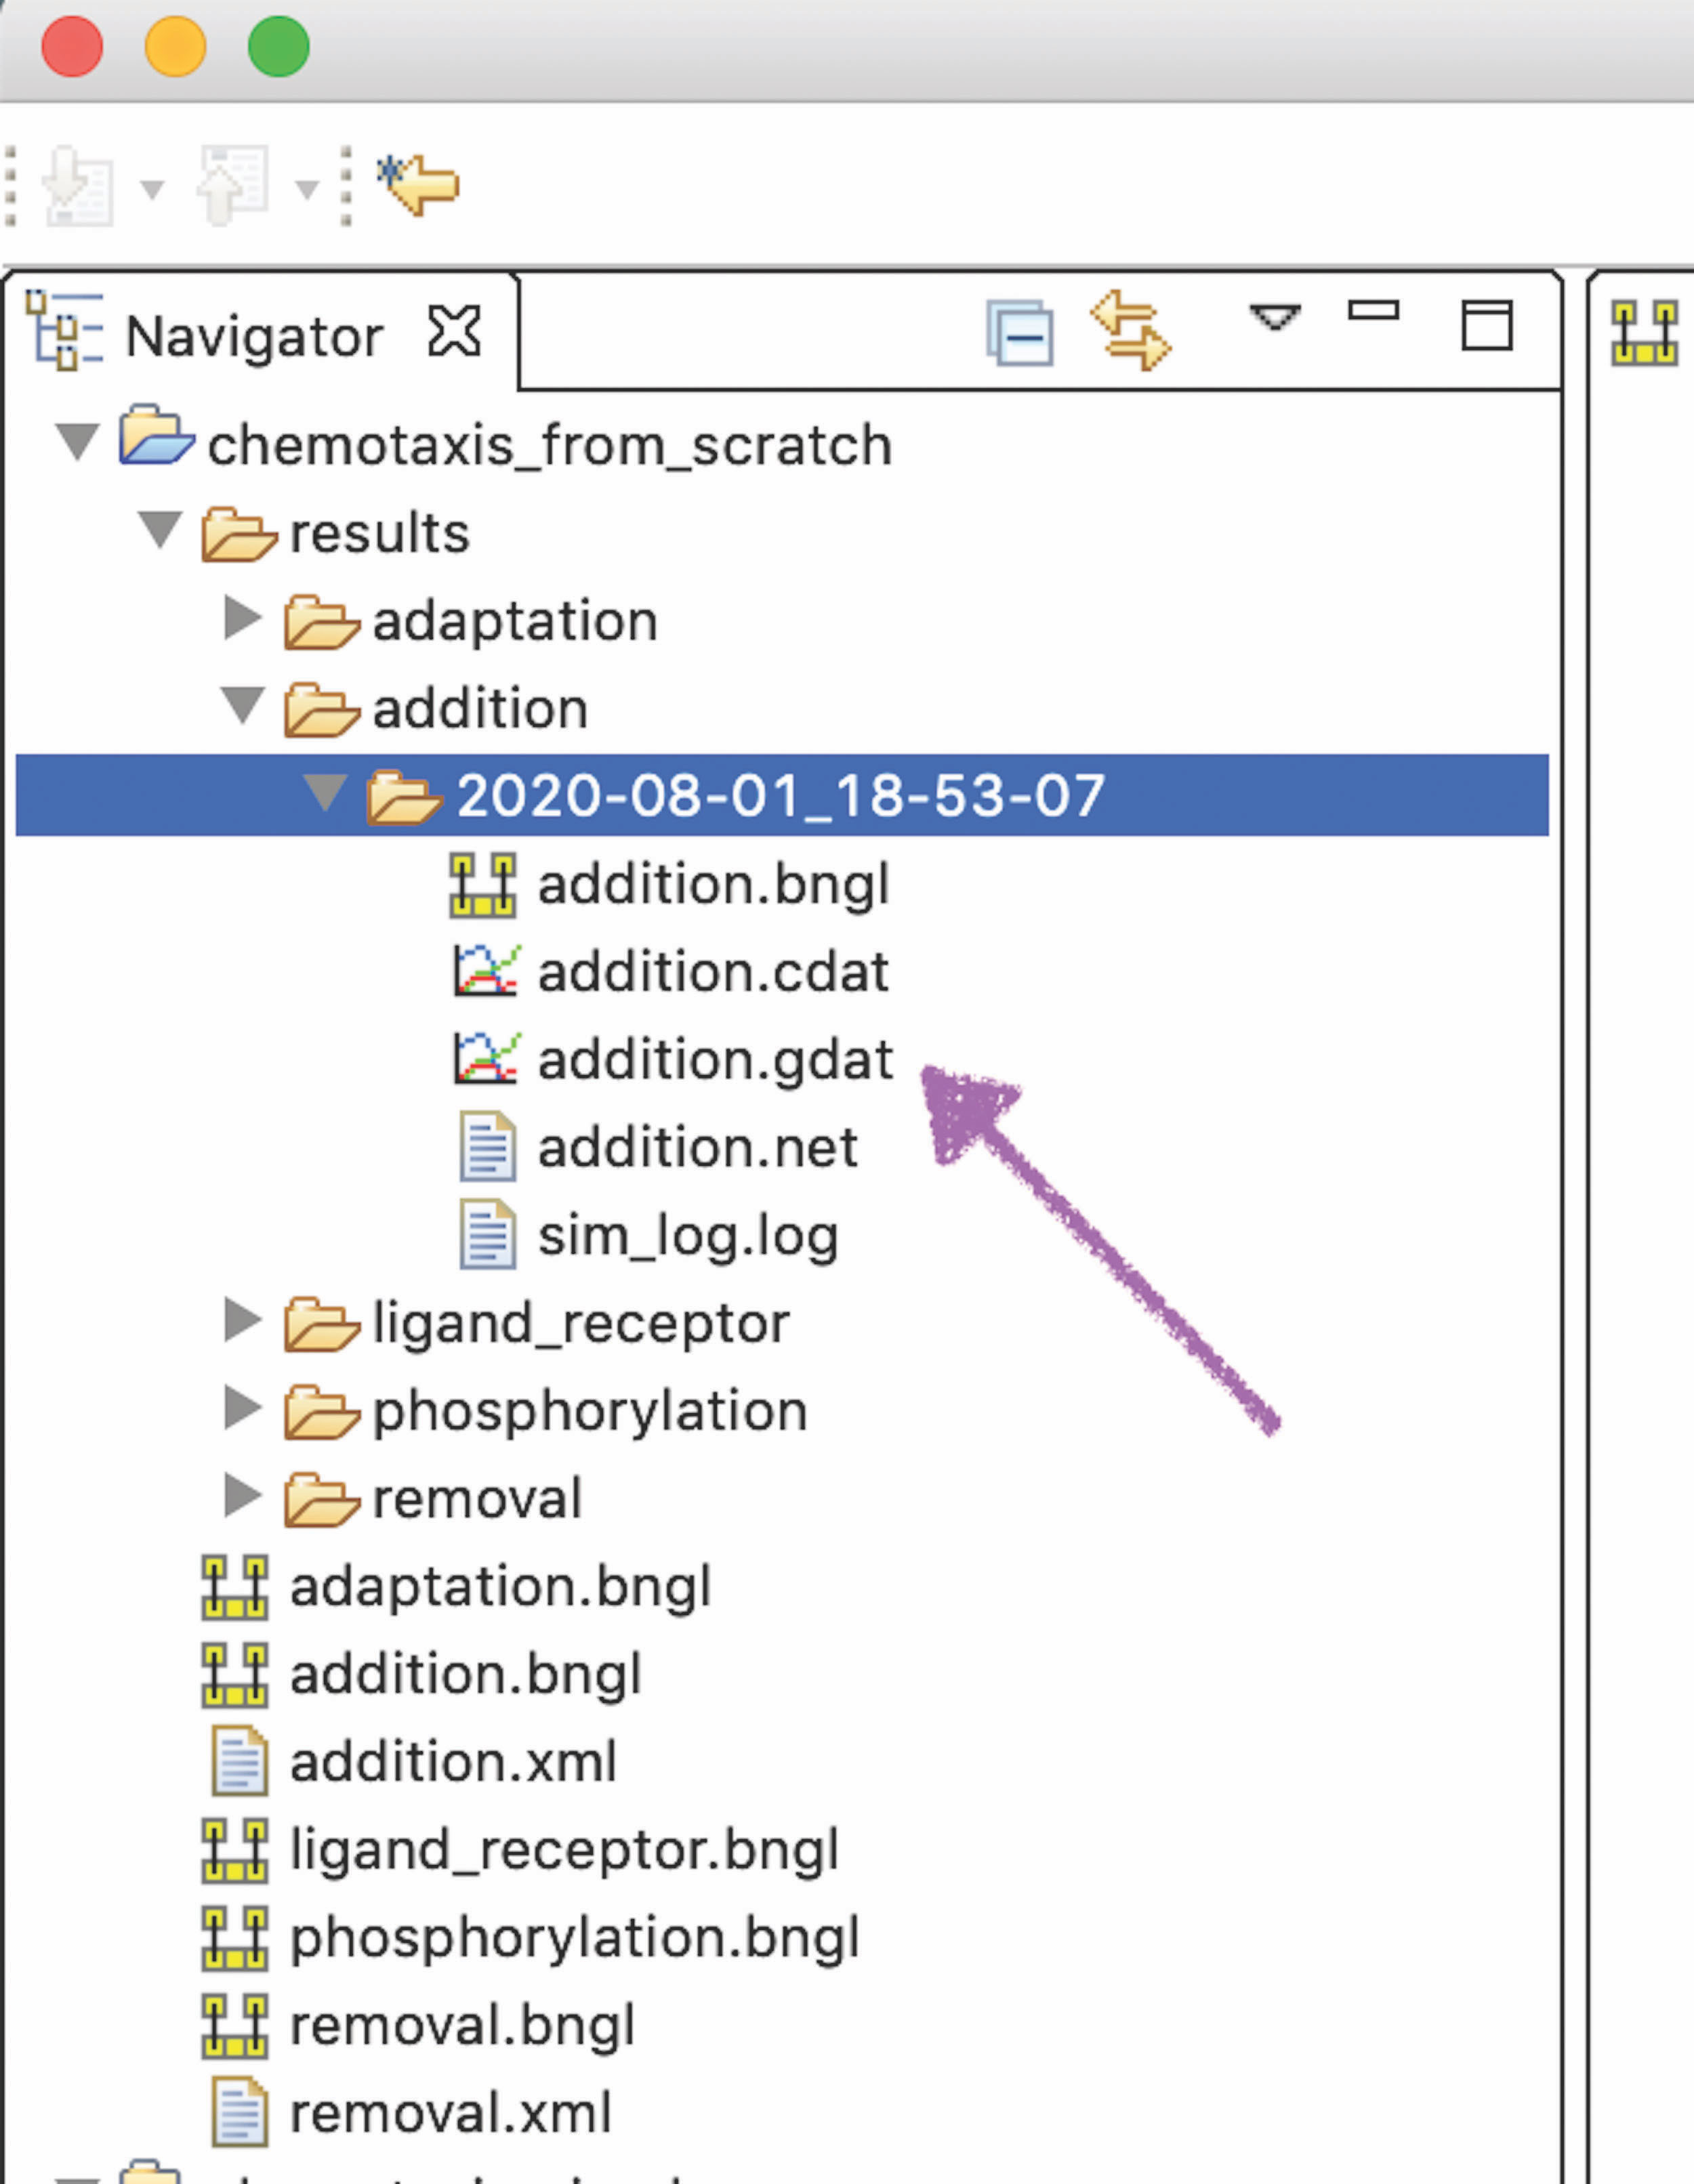 Navigator
chemotaxis_from_scratch
results
adaptation
addition
2020-08-01_18-53-07
addition.bngl
addition.cdat
addition.gdat
addition.net
sim_log.log
ligand_receptor
phosphorylation
removal
adaptation.bngl
addition.bngl
addition.xml
ligand_receptor.bngl
phosphorylation.bngl
removal.bngl
removal.xml